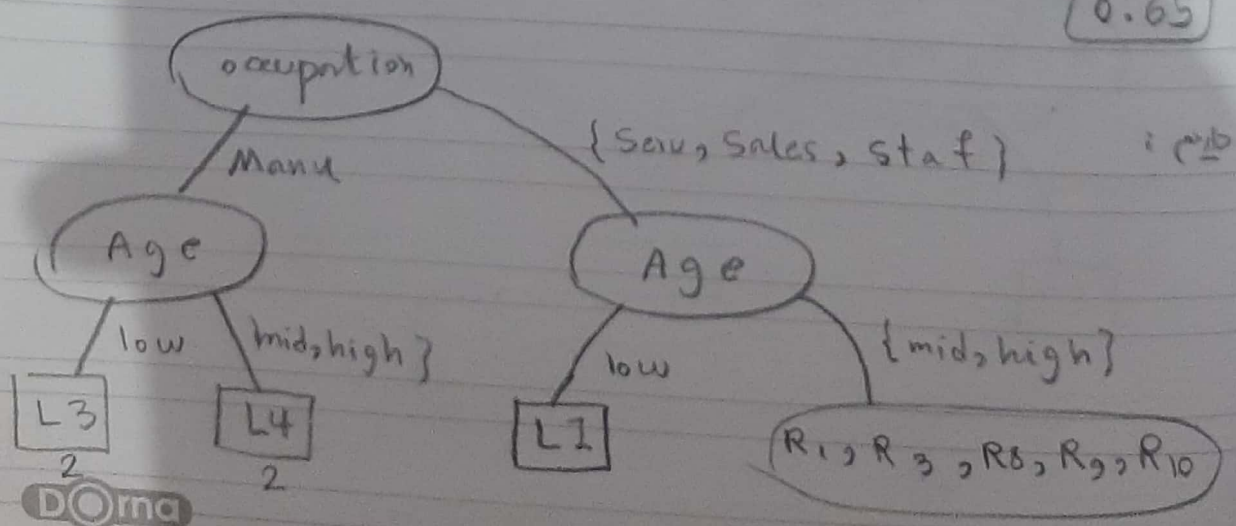 0.65
occupation
Manu
{Serv, Sales, staf}
Age
Age
low
mid, high}
low
{mid, high}
L3
L4
L1
R1, R3, R8, R9, R10
2
2
Dorna